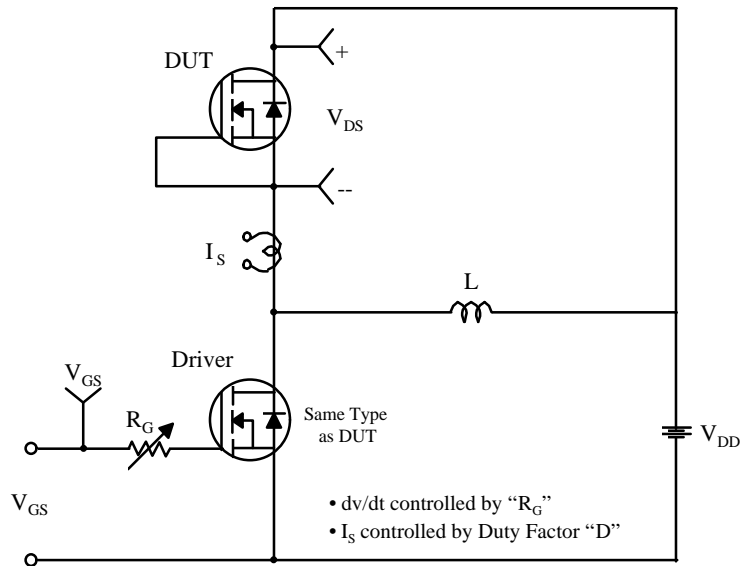 DUT
+
V_DS
--
I_S
L
Driver
V_GS
R_G
Same Type
as DUT
V_DD
V_GS
• dv/dt controlled by “R_G”
• I_S controlled by Duty Factor “D”